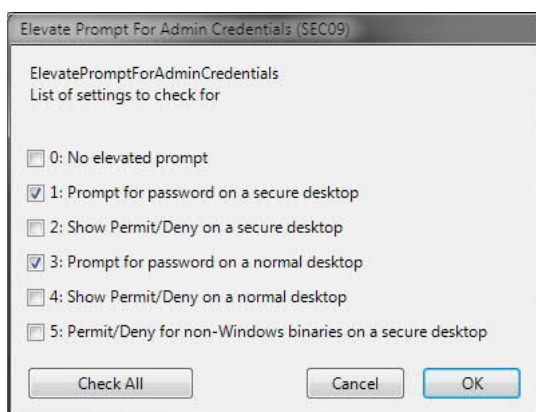 Elevate Prompt For Admin Credentials (SEC09)
ElevatePromptForAdminCredentials
List of settings to check for
0: No elevated prompt
1: Prompt for password on a secure desktop
2: Show Permit/Deny on a secure desktop
3: Prompt for password on a normal desktop
4: Show Permit/Deny on a normal desktop
5: Permit/Deny for non-Windows binaries on a secure desktop
Check All Cancel OK